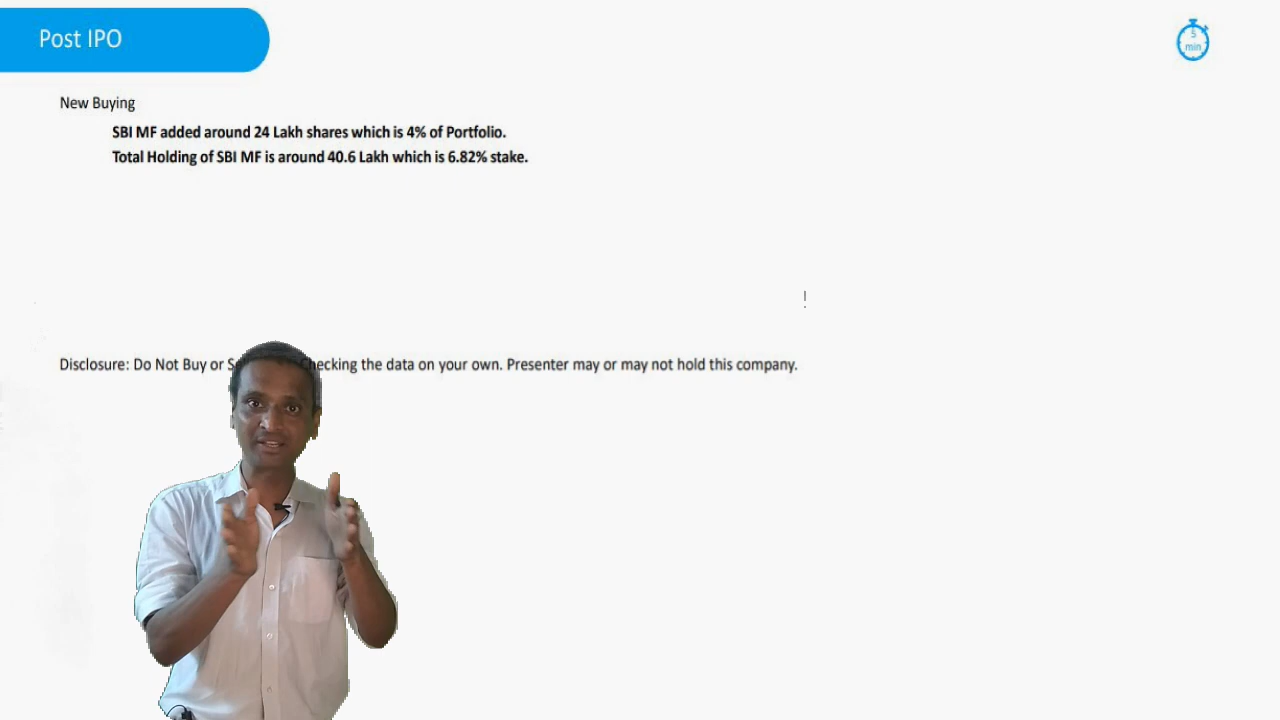 Post IPO
5
min
New Buying
SBI MF added around 24 Lakh shares which is 4% of Portfolio.
Total Holding of SBI MF is around 40.6 Lakh which is 6.82% stake.
!
Disclosure: Do Not Buy or Checking the data on your own. Presenter may or may not hold this company.